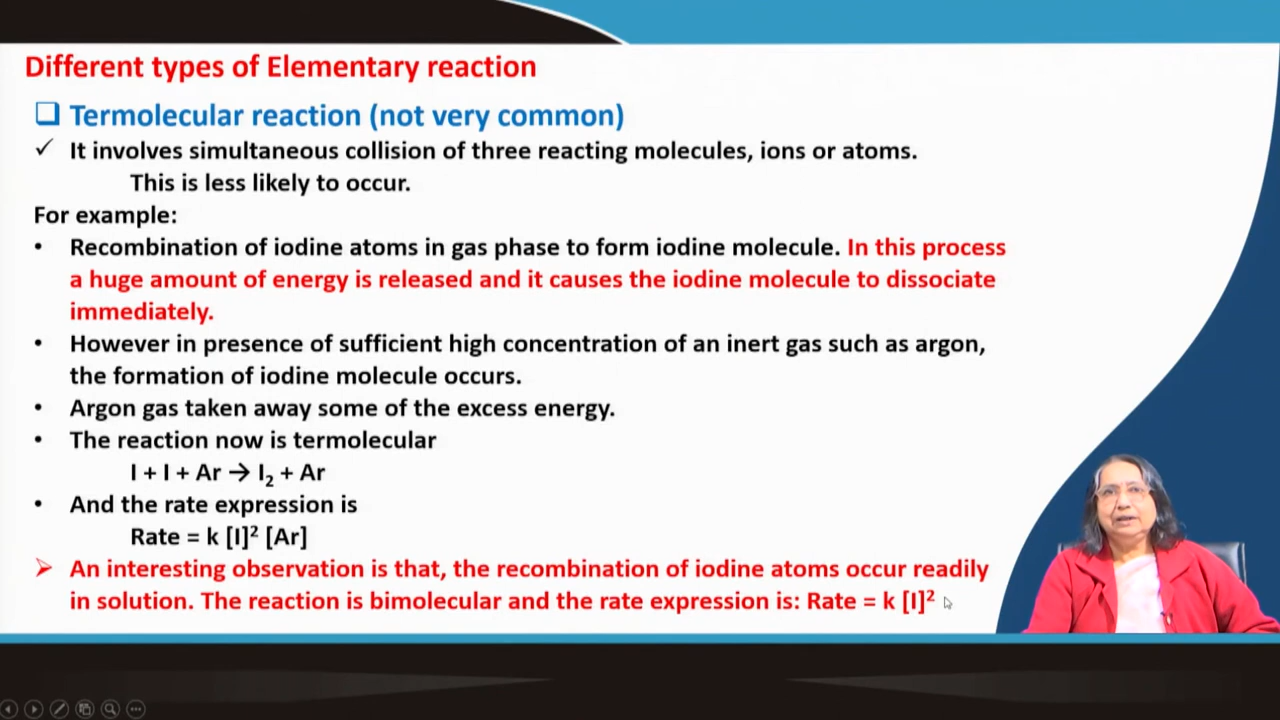 Different types of Elementary reaction
❑ Termolecular reaction (not very common)
✓ It involves simultaneous collision of three reacting molecules, ions or atoms.
This is less likely to occur.
For example:
• Recombination of iodine atoms in gas phase to form iodine molecule. In this process
a huge amount of energy is released and it causes the iodine molecule to dissociate
immediately.
• However in presence of sufficient high concentration of an inert gas such as argon,
the formation of iodine molecule occurs.
• Argon gas taken away some of the excess energy.
• The reaction now is termolecular
I + I + Ar → I₂ + Ar
• And the rate expression is
Rate = k [I]² [Ar]
➢ An interesting observation is that, the recombination of iodine atoms occur readily
in solution. The reaction is bimolecular and the rate expression is: Rate = k [I]²